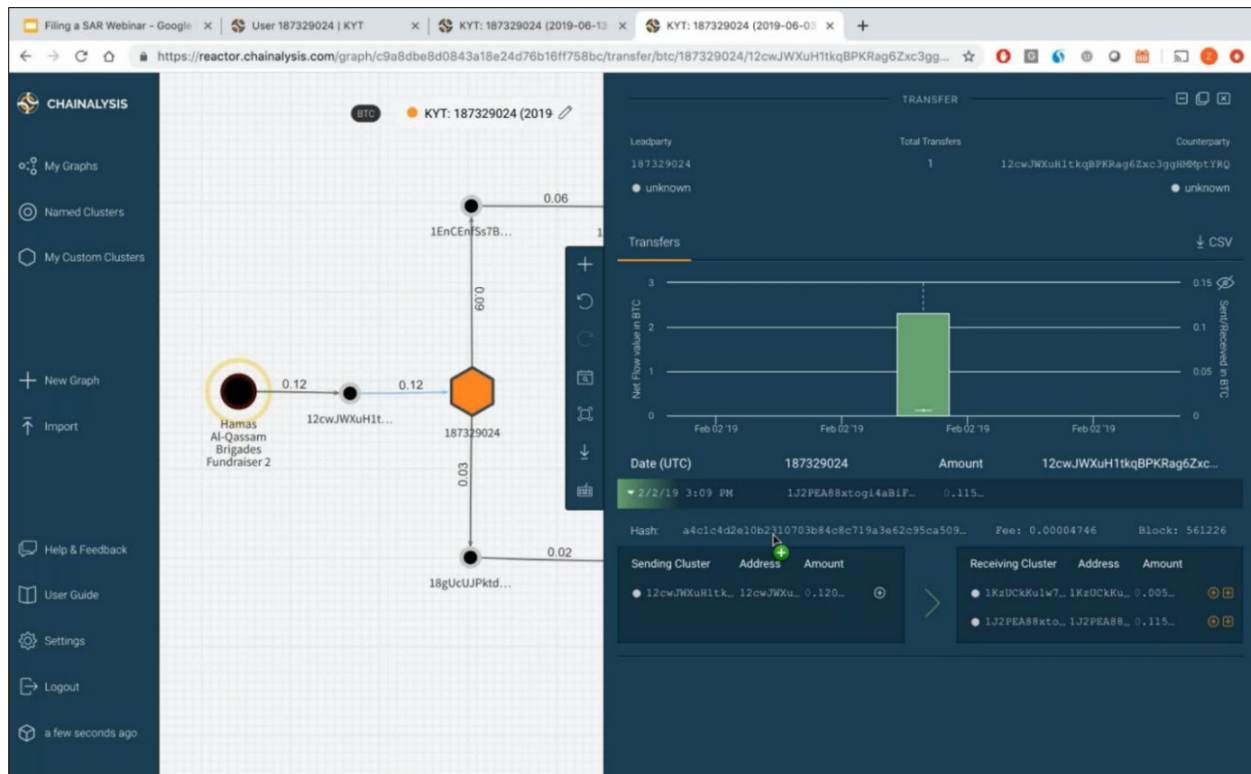 Filing a SAR Webinar - Google
User 187329024 | KYT
KYT: 187329024 (2019-06-13
KYT: 187329024 (2019-06-03
https://reactor.chainalysis.com/graph/c9a8dbe8d0843a18e24d76b16ff758bc/transfer/btc/187329024/12cwJWXuH1tkqBPKRag6Zxc3gg...
CHAINALYSIS
My Graphs
Named Clusters
My Custom Clusters
New Graph
Import
Help & Feedback
User Guide
Settings
Logout
a few seconds ago
BTC
KYT: 187329024 (2019-
0.06
1EnCEnfSs7B...
1
0.09
0.12
0.12
Hamas
Al-Qassam
Brigades
Fundraiser 2
12cwJWXuH1t...
187329024
0.03
0.02
18gUcUJPktd...
TRANSFER
Leadparty Total Transfers Counterparty
187329024 1 12cwJWXuH1tkqBPKRag6Zxc3ggHMMptYRQ
unknown unknown
Transfers CSV
Net Flow value in BTC
3
2
1
0
0.15
0.1
0.05
0
Sent/Received in BTC
Feb 02 '19 Feb 02 '19 Feb 02 '19 Feb 02 '19
Date (UTC) 187329024 Amount 12cwJWXuH1tkqBPKRag6Zxc...
2/2/19 3:09 PM 1J2PEA88xtogi4aBiF... 0.115...
Hash: a4c1c4d2e10b2310703b84c8c719a3e62c95ca509... Fee: 0.00004746 Block: 561226
Sending Cluster Address Amount
12cwJWXuH1tk... 12cwJWXu... 0.120...
Receiving Cluster Address Amount
1KzUCkKu1w7... 1KzUCkKu... 0.005...
1J2PEA88xto... 1J2PEA88... 0.115...